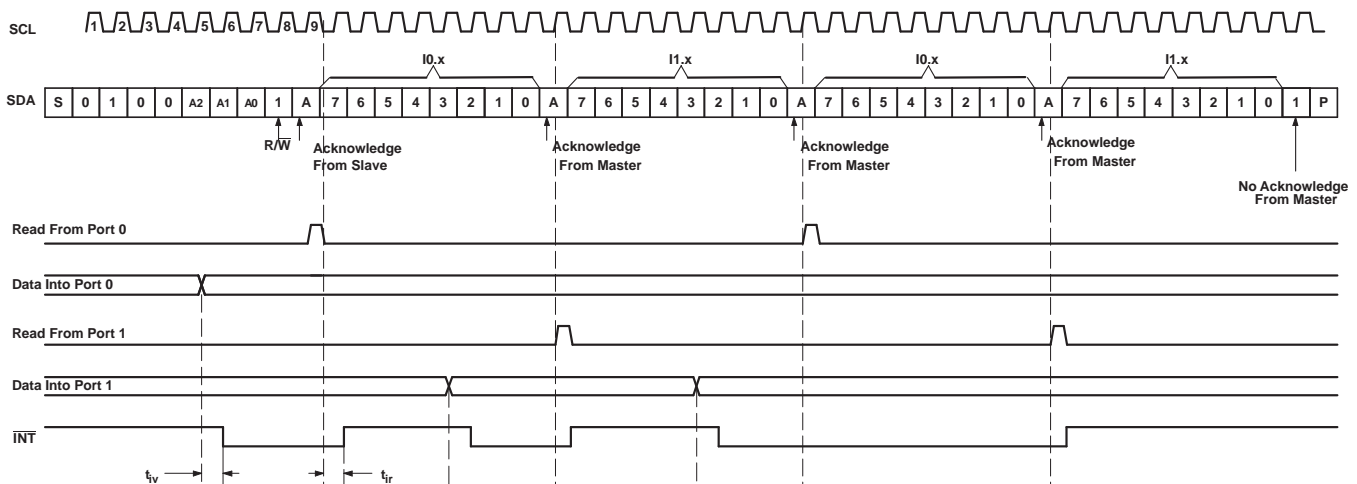 SCL 1 2 3 4 5 6 7 8 9
I0.x I1.x I0.x I1.x
SDA S 0 1 0 0 A2 A1 A0 1 A 7 6 5 4 3 2 1 0 A 7 6 5 4 3 2 1 0 A 7 6 5 4 3 2 1 0 A 7 6 5 4 3 2 1 0 1 P
R/W
Acknowledge
From Slave
Acknowledge
From Master
Acknowledge
From Master
Acknowledge
From Master
No Acknowledge
From Master
Read From Port 0
Data Into Port 0
Read From Port 1
Data Into Port 1
INT
tiv tir